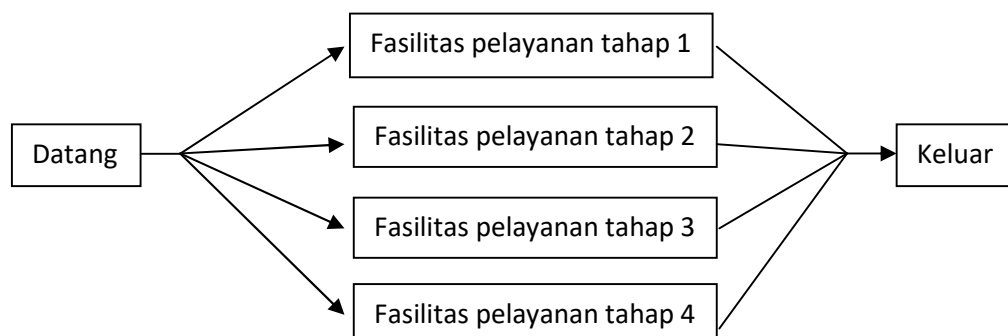 Fasilitas pelayanan tahap 1
Fasilitas pelayanan tahap 2
Datang
Keluar
Fasilitas pelayanan tahap 3
Fasilitas pelayanan tahap 4